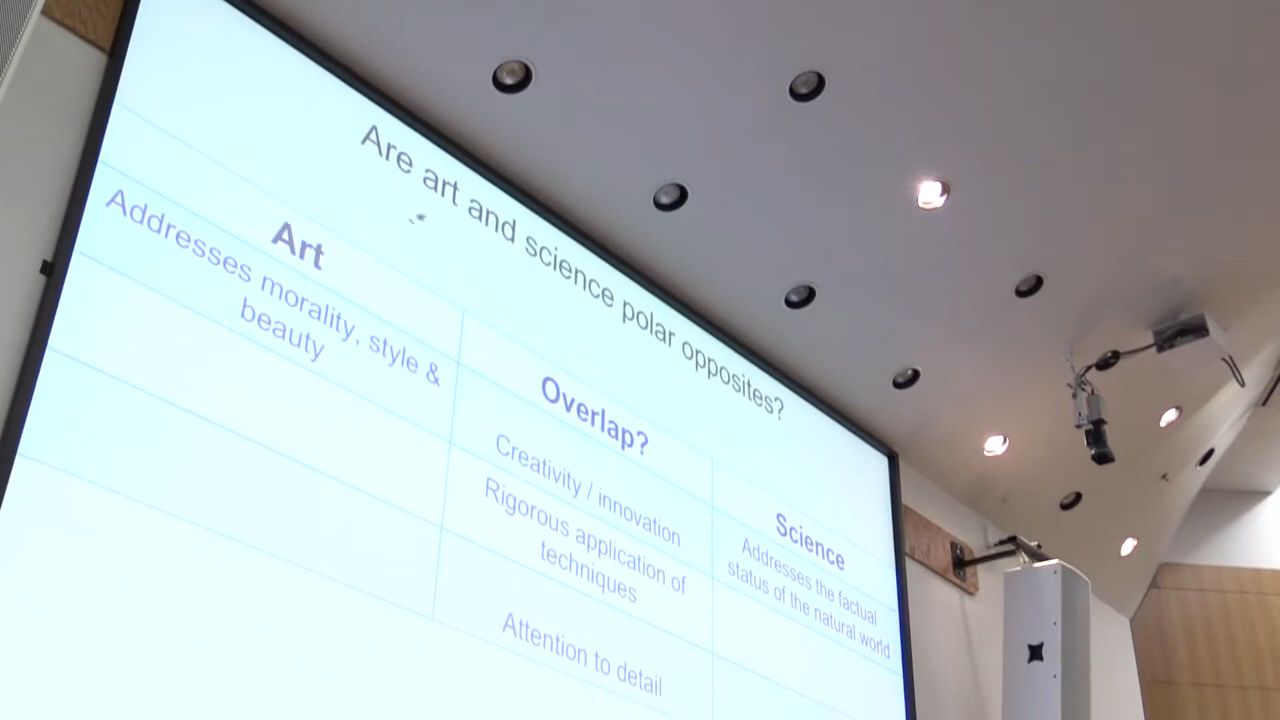 Are art and science polar opposites?
Art
Addresses morality, style &
beauty
Overlap?
Creativity / innovation
Rigorous application of
techniques
Attention to detail
Science
Addresses the factual
status of the natural world